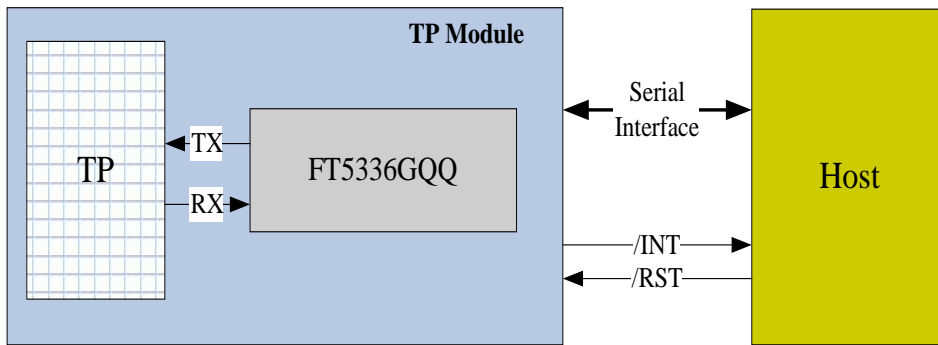 TP Module
TP
TX
RX
FT5336GQQ
Serial
Interface
/INT
/RST
Host